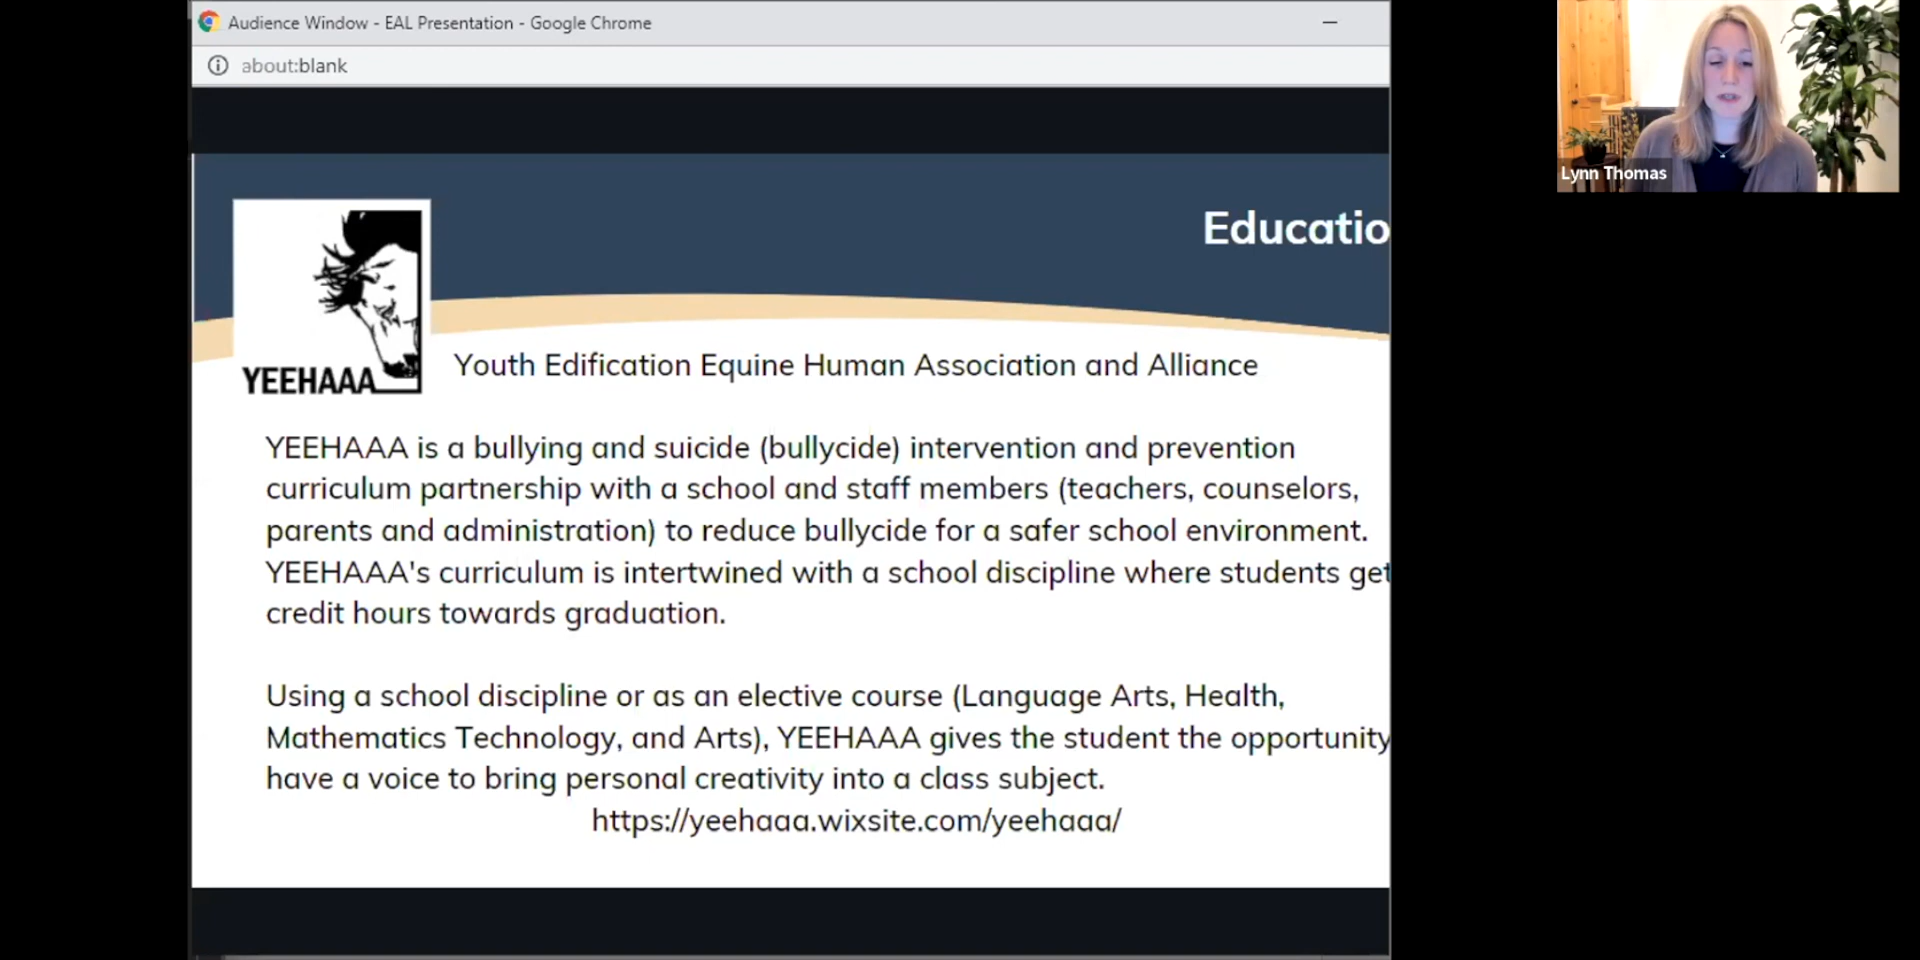 Audience Window - EAL Presentation - Google Chrome
about:blank
Lynn Thomas
Educatio
YEEHAAA
Youth Edification Equine Human Association and Alliance
YEEHAAA is a bullying and suicide (bullycide) intervention and prevention
curriculum partnership with a school and staff members (teachers, counselors,
parents and administration) to reduce bullycide for a safer school environment.
YEEHAAA's curriculum is intertwined with a school discipline where students get
credit hours towards graduation.
Using a school discipline or as an elective course (Language Arts, Health,
Mathematics Technology, and Arts), YEEHAAA gives the student the opportunity
have a voice to bring personal creativity into a class subject.
https://yeehaaa.wixsite.com/yeehaaa/